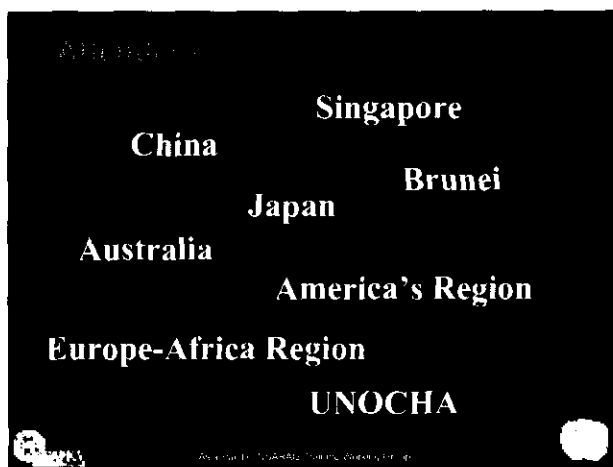 Singapore
China
Brunei
Japan
Australia
America's Region
Europe-Africa Region
UNOCHA